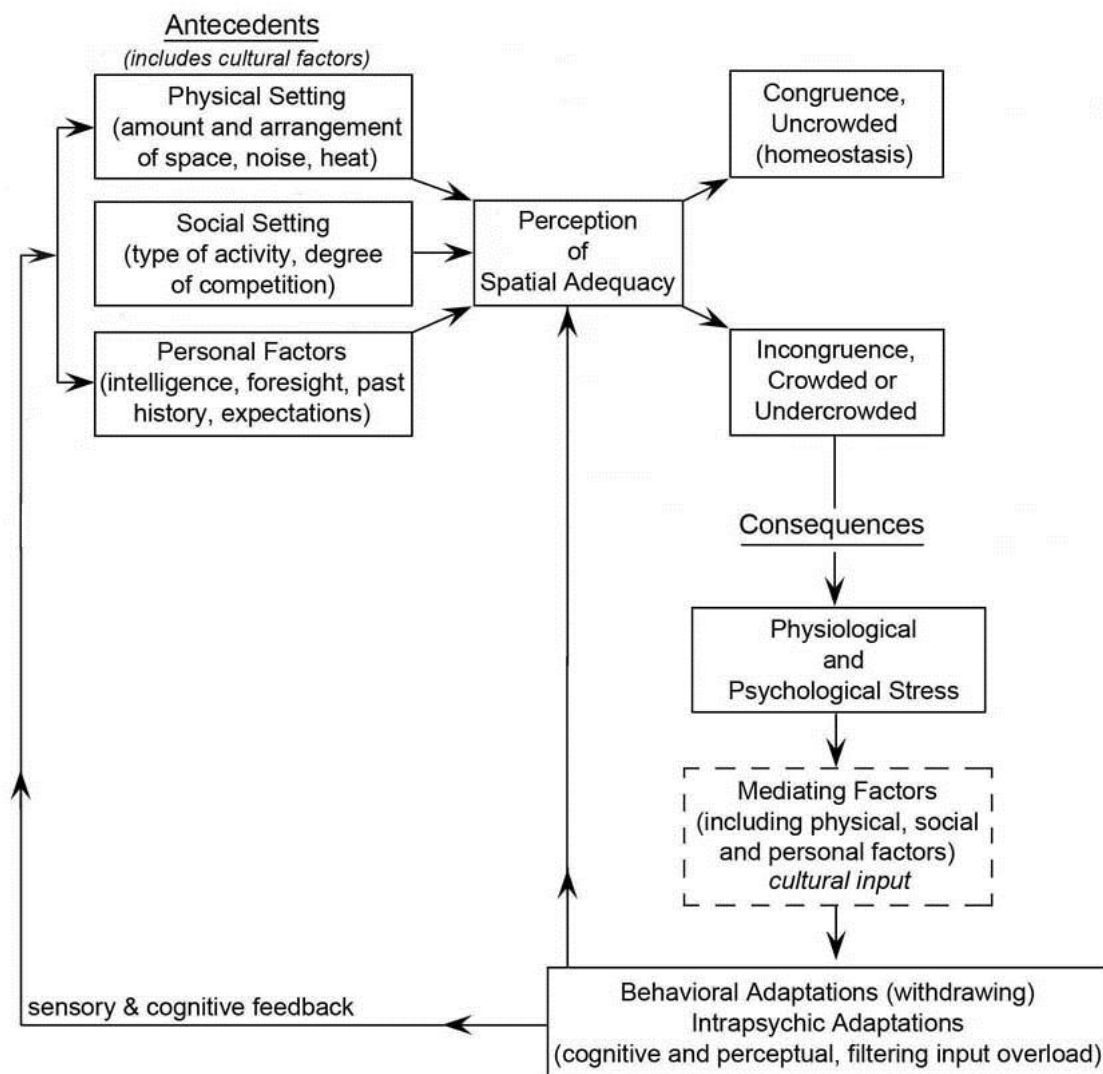 Antecedents
(includes cultural factors)
Physical Setting
(amount and arrangement
of space, noise, heat)
Social Setting
(type of activity, degree
of competition)
Personal Factors
(intelligence, foresight, past
history, expectations)
Perception
of
Spatial Adequacy
Congruence,
Uncrowded
(homeostasis)
Incongruence,
Crowded or
Undercrowded
Consequences
Physiological
and
Psychological Stress
Mediating Factors
(including physical, social
and personal factors)
cultural input
Behavioral Adaptations (withdrawing)
Intrapsychic Adaptations
(cognitive and perceptual, filtering input overload)
sensory & cognitive feedback